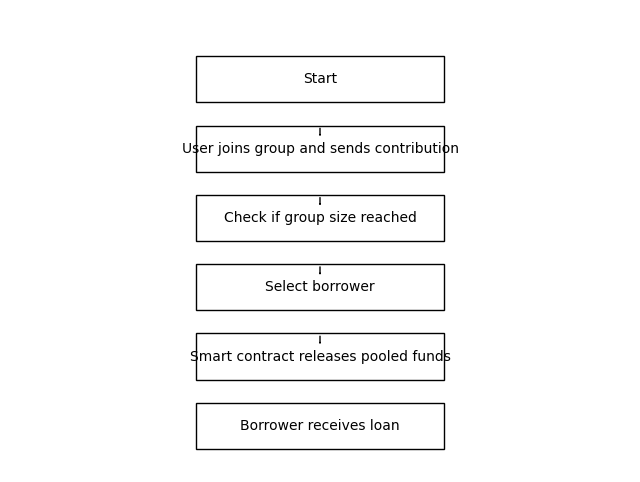 Start
User joins group and sends contribution
Check if group size reached
Select borrower
Smart contract releases pooled funds
Borrower receives loan